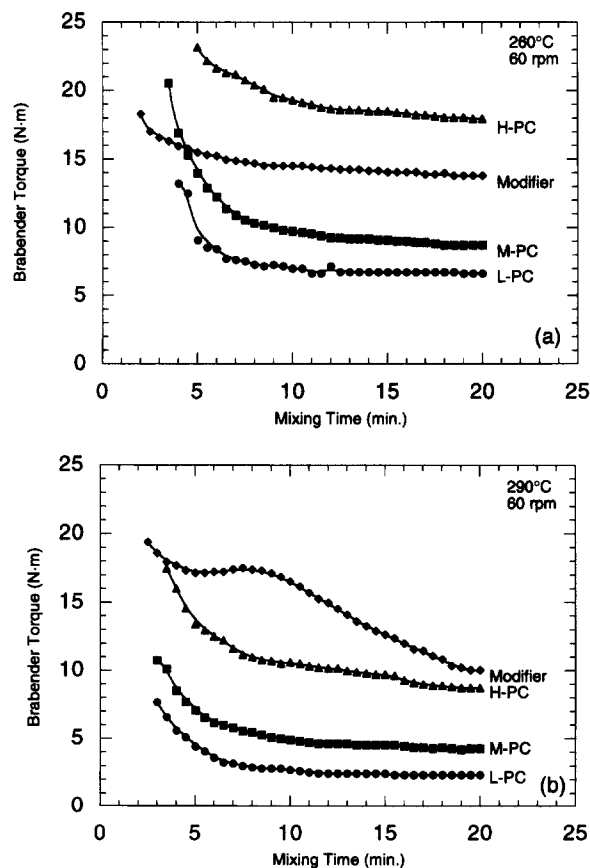 25
20
15
10
5
0
Brabender Torque (N·m)
260°C
60 rpm
H-PC
Modifier
M-PC
L-PC
(a)
0 5 10 15 20 25
Mixing Time (min.)
25
20
15
10
5
0
Brabender Torque (N·m)
290°C
60 rpm
Modifier
H-PC
M-PC
L-PC
(b)
0 5 10 15 20 25
Mixing Time (min.)